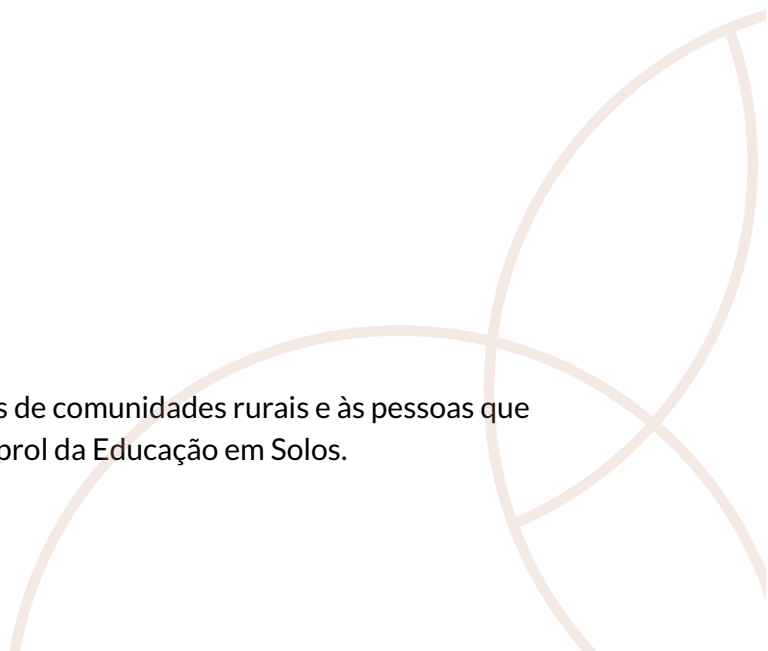 s de comunidades rurais e às pessoas que
prol da Educação em Solos.